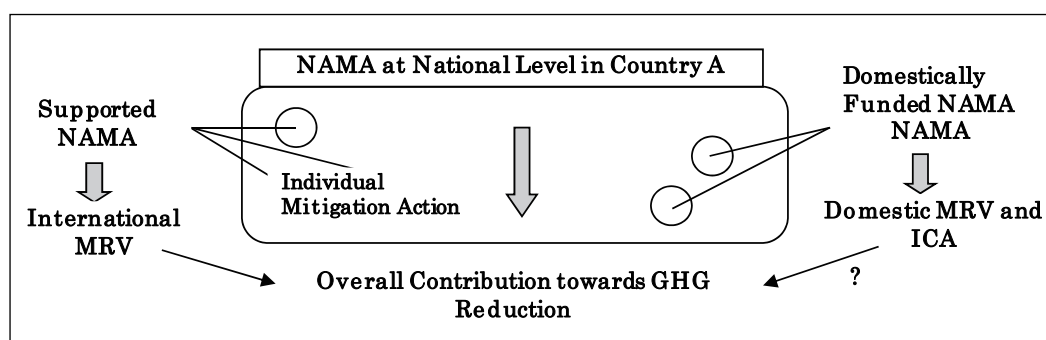 NAMA at National Level in Country A
Supported
NAMA
International
MRV
Individual
Mitigation Action
Domestically
Funded NAMA
NAMA
Domestic MRV and
ICA
?
Overall Contribution towards GHG
Reduction